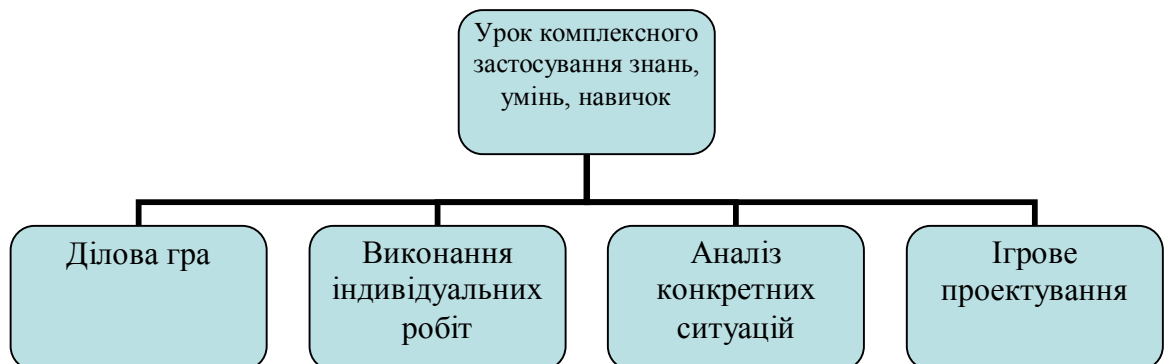 Урок комплексного
застосування знань,
умінь, навичок
Ділова гра
Виконання
індивідуальних
робіт
Аналіз
конкретних
ситуацій
Ігрове
проектування